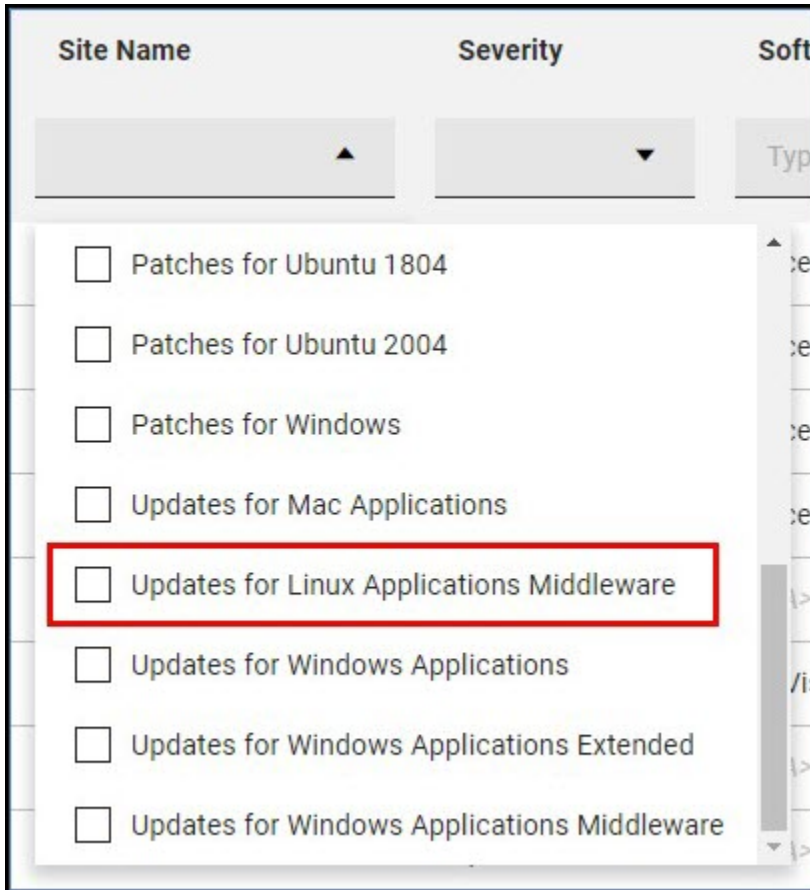 Site Name Severity
Patches for Ubuntu 1804
Patches for Ubuntu 2004
Patches for Windows
Updates for Mac Applications
Updates for Linux Applications Middleware
Updates for Windows Applications
Updates for Windows Applications Extended
Updates for Windows Applications Middleware